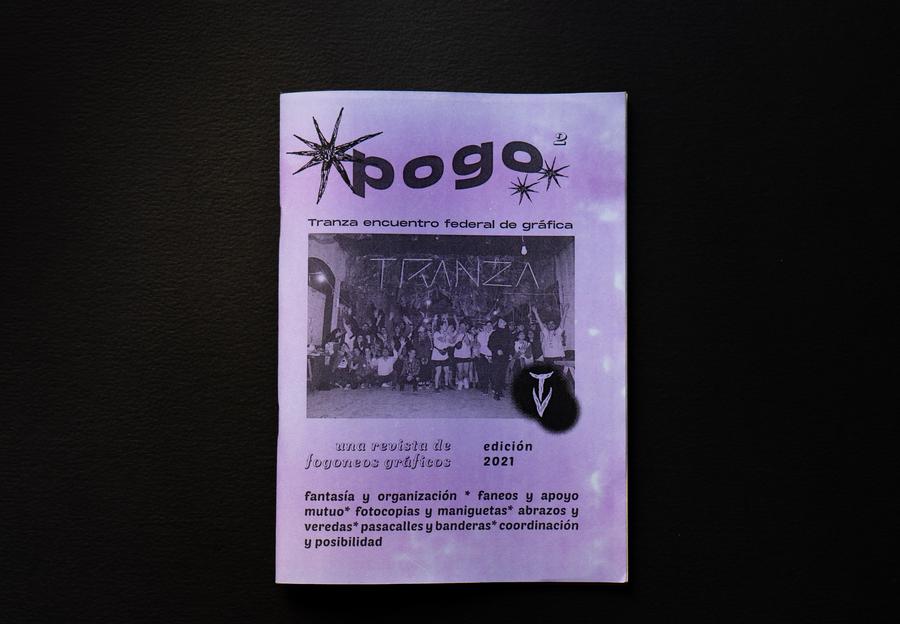 pogo 2
Tranza encuentro federal de gráfica
TRANZA
una revista de
fogoneos gráficos
edición
2021
fantasía y organización * faneos y apoyo
mutuo* fotocopias y maniguetas* abrazos y
veredas* pasacalles y banderas* coordinación
y posibilidad